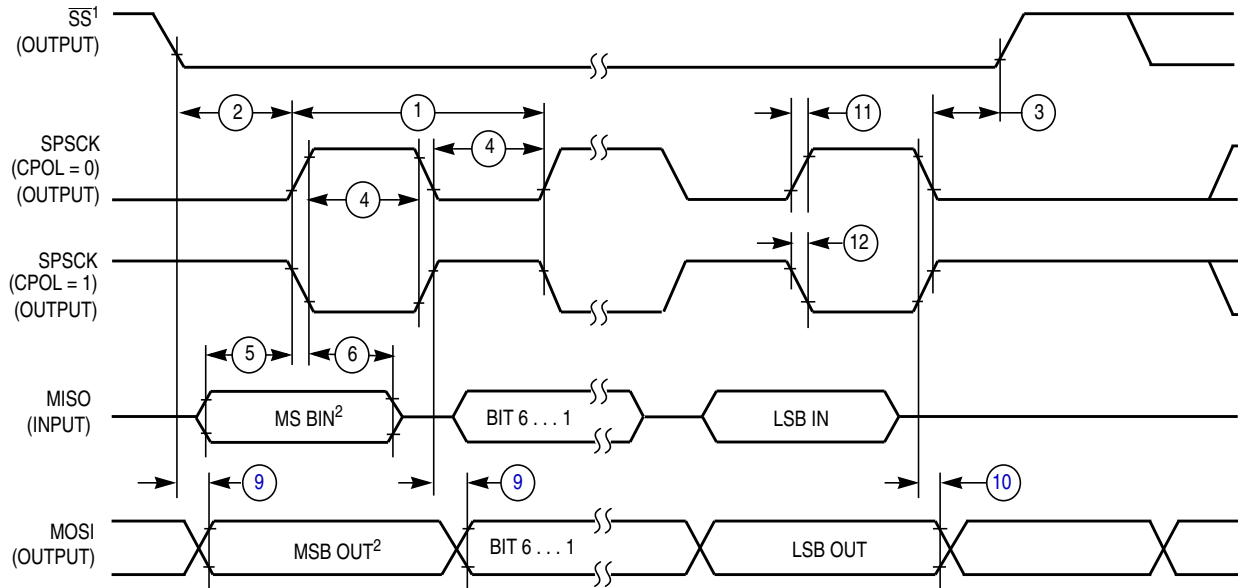 SS¹
(OUTPUT)
2
1
11
3
SPSCK
(CPOL = 0)
(OUTPUT)
4
4
SPSCK
(CPOL = 1)
(OUTPUT)
12
5
6
MISO
(INPUT)
MS BIN²
BIT 6 . . . 1
LSB IN
9
9
10
MOSI
(OUTPUT)
MSB OUT²
BIT 6 . . . 1
LSB OUT